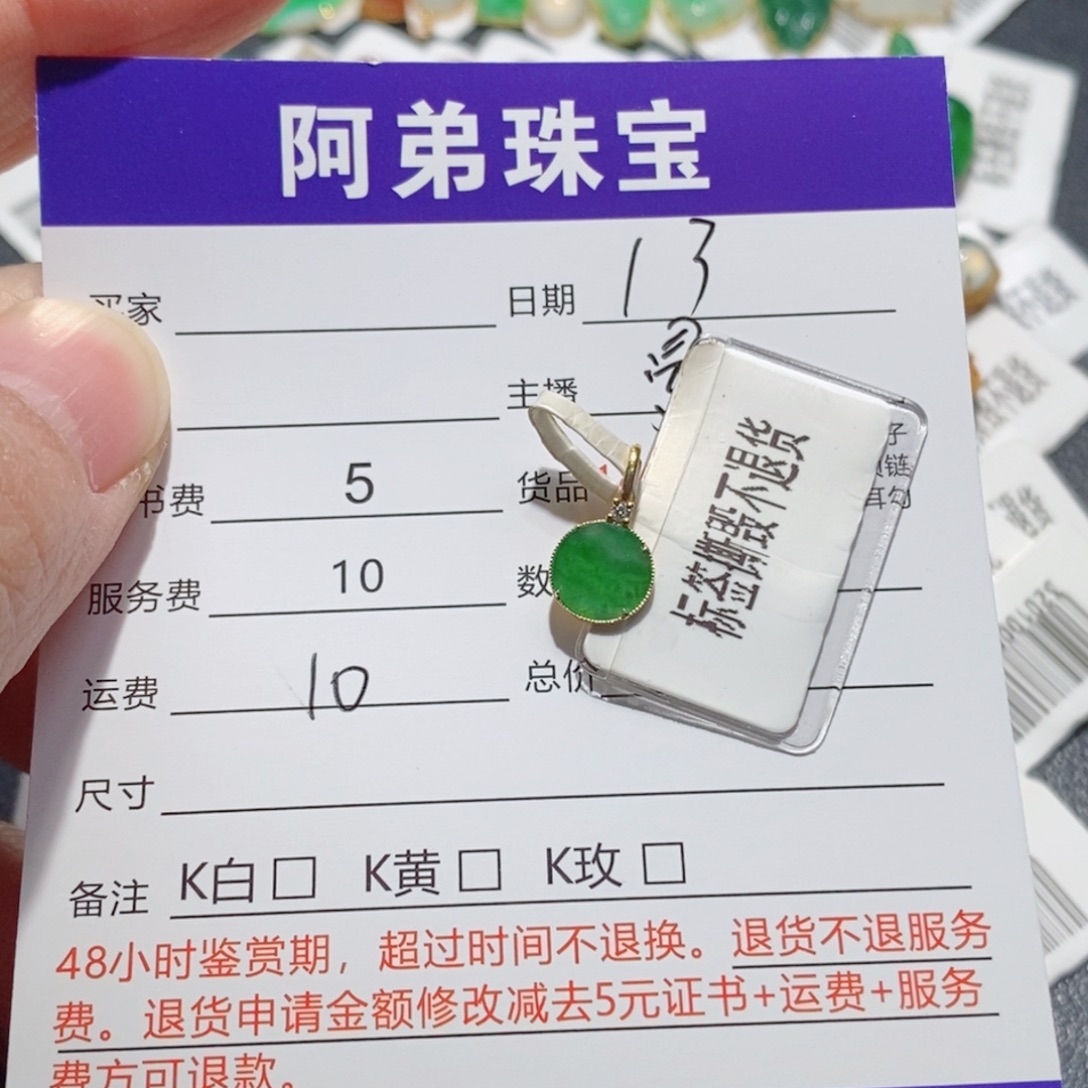 阿弟珠宝
买家 日期 13
主播
书费 5 货品
服务费 10 数
运费 10 总价
标签撕毁不退货
尺寸
备注 K白□ K黄□ K玫□
48小时鉴赏期，超过时间不退换。退货不退服务
费。退货申请金额修改减去5元证书+运费+服务
费方可退款。